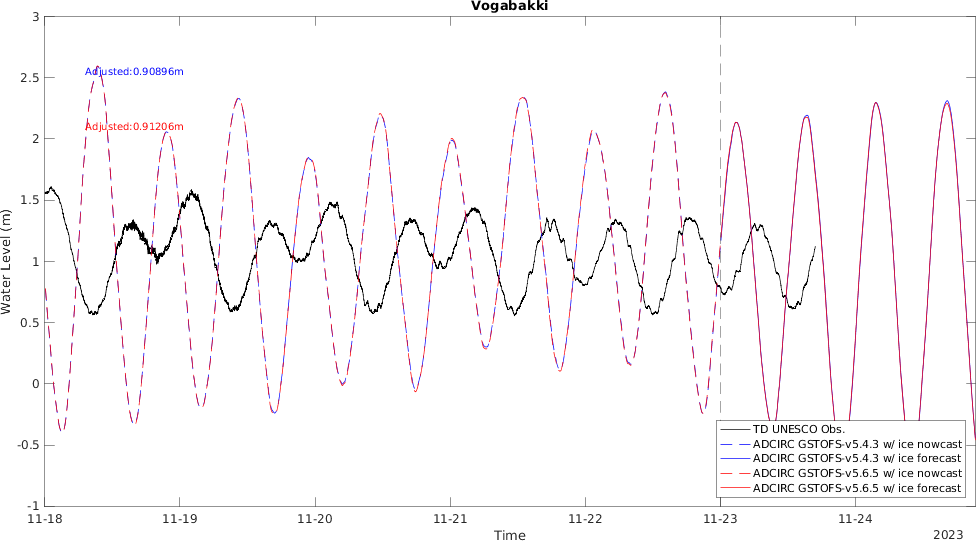 Vogabakki
3
2.5
2
1.5
1
0.5
0
-0.5
-1
Water Level (m)
Adjusted:0.90896m
Adjusted:0.91206m
TD UNESCO Obs.
ADCIRC GSTOFS-v5.4.3 w/ ice nowcast
ADCIRC GSTOFS-v5.4.3 w/ ice forecast
ADCIRC GSTOFS-v5.6.5 w/ ice nowcast
ADCIRC GSTOFS-v5.6.5 w/ ice forecast
11-18 11-19 11-20 11-21 11-22 11-23 11-24
Time
2023